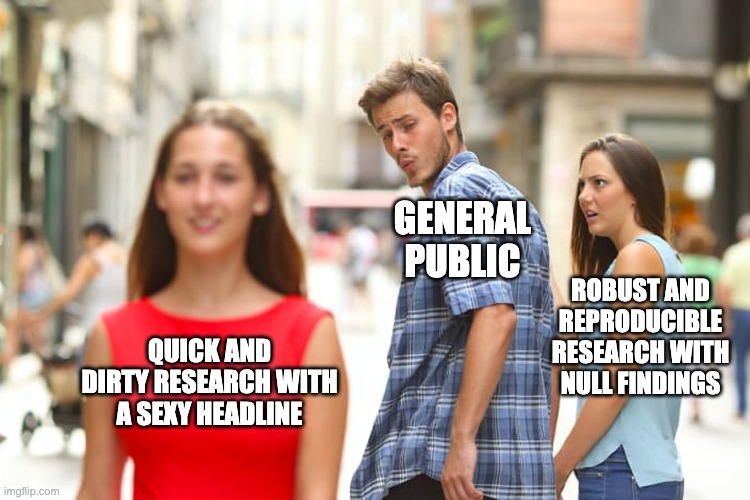 GENERAL
PUBLIC
ROBUST AND
REPRODUCIBLE
RESEARCH WITH
NULL FINDINGS
QUICK AND
DIRTY RESEARCH WITH
A SEXY HEADLINE
imgflip.com